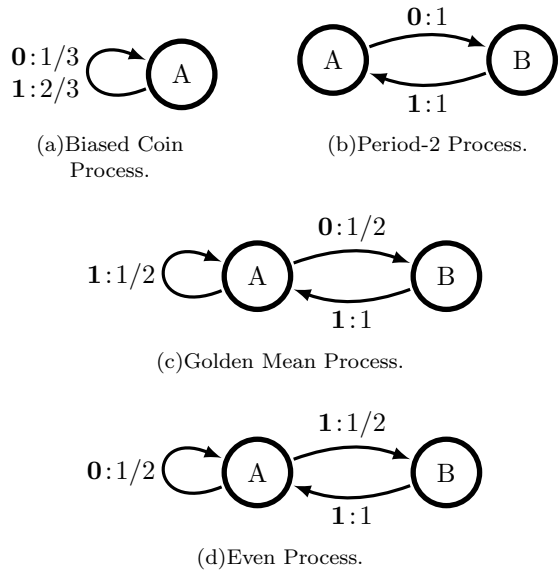 0:1/3
1:2/3
A
(a)Biased Coin
Process.
0:1
A
B
1:1
(b)Period-2 Process.
0:1/2
1:1/2
A
B
1:1
(c)Golden Mean Process.
1:1/2
0:1/2
A
B
1:1
(d)Even Process.